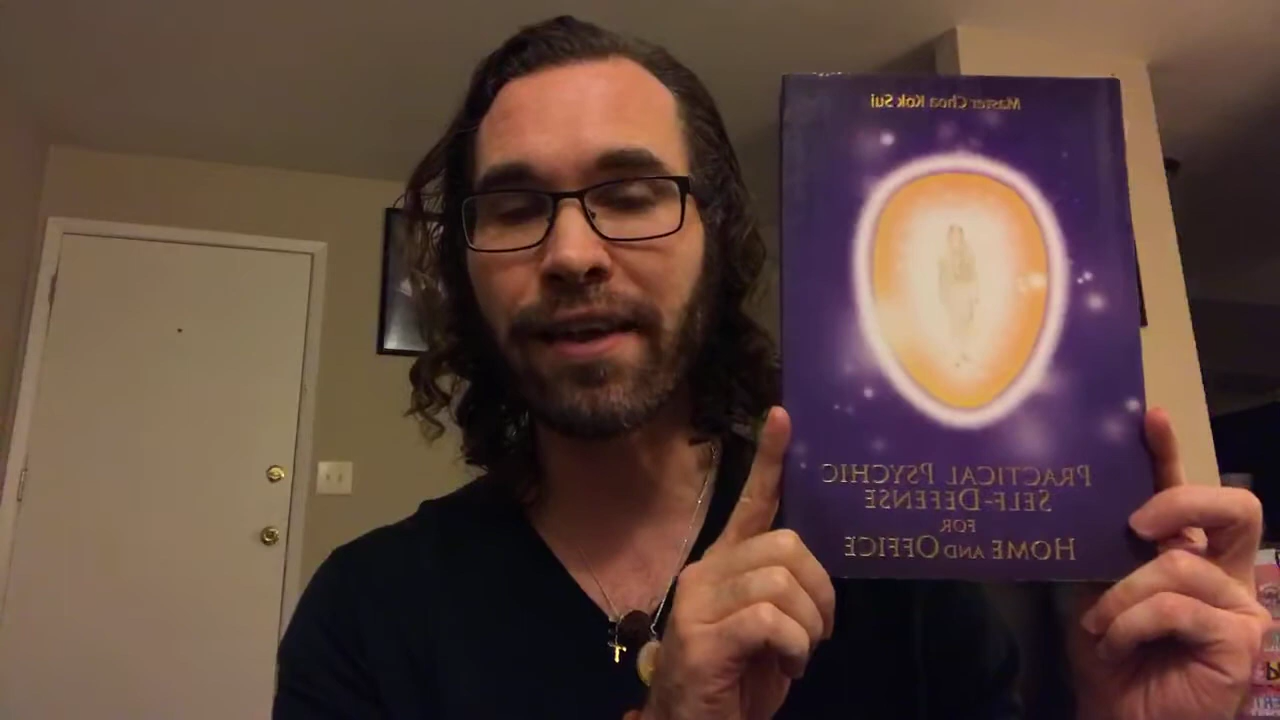 Master Choa Kok Sui
PRACTICAL PSYCHIC
SELF-DEFENSE
FOR
HOME AND OFFICE